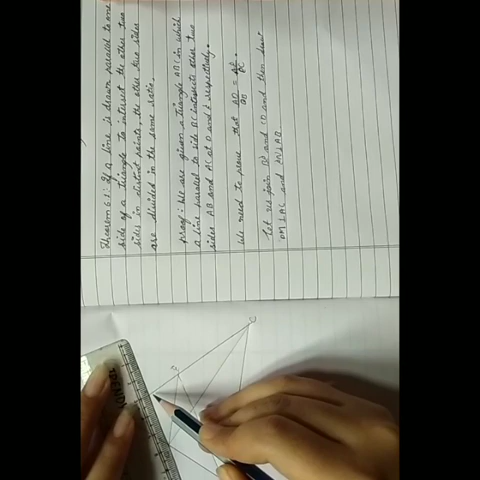 Theorem 6.1: If a line is drawn parallel to one
side of a triangle to intersect the other two
sides in distinct points, the other two sides
are divided in the same ratio.
proof: We are given a triangle ABC in which
a line parallel to side BC intersects other two
sides AB and AC at D and E respectively.
We need to prove that AD/DB = AE/EC.
Let us join BE and CD and then draw
DM ⊥ AC and EN ⊥ AB
C